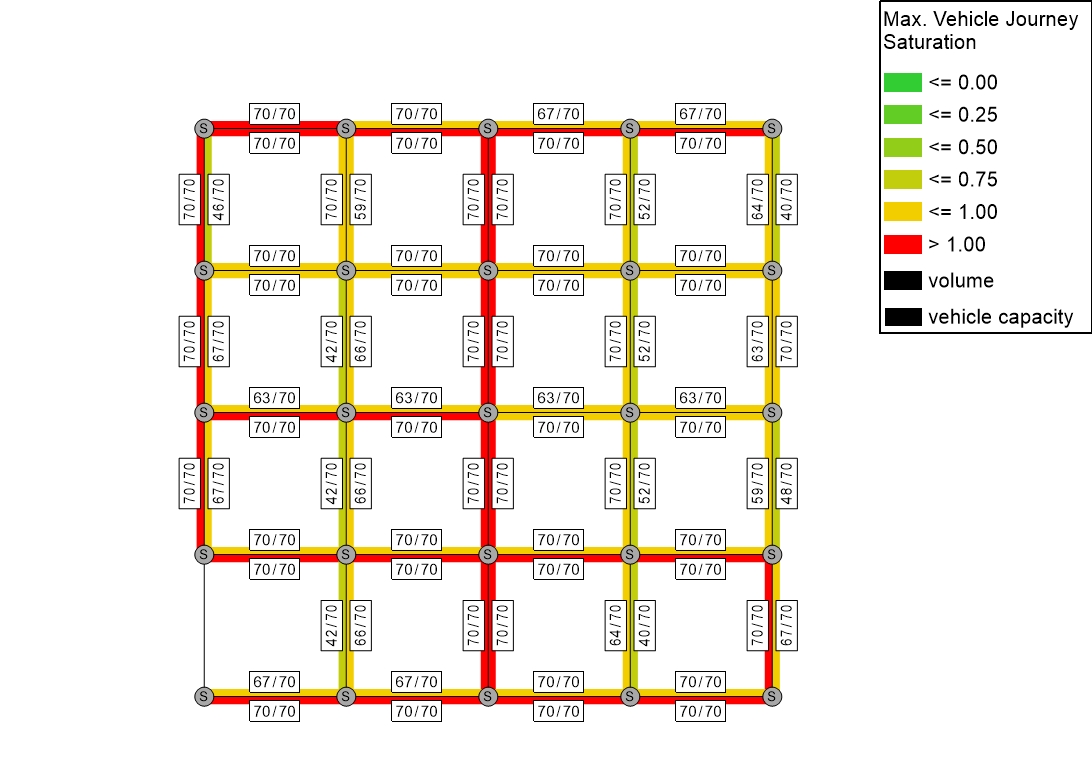 Max. Vehicle Journey
Saturation
<= 0.00
<= 0.25
<= 0.50
<= 0.75
<= 1.00
> 1.00
volume
vehicle capacity
70/70 70/70 67/70 67/70
S S S S S
70/70 70/70 70/70 70/70
70/70 46/70 70/70 59/70 70/70 70/70 70/70 52/70 64/70 40/70
70/70 70/70 70/70 70/70
S S S S S
70/70 70/70 70/70 70/70
70/70 67/70 42/70 66/70 70/70 70/70 70/70 52/70 63/70 70/70
63/70 63/70 63/70 63/70
S S S S S
70/70 70/70 70/70 70/70
70/70 67/70 42/70 66/70 70/70 70/70 70/70 52/70 59/70 48/70
70/70 70/70 70/70 70/70
S S S S S
70/70 70/70 70/70 70/70
42/70 66/70 70/70 70/70 64/70 40/70 70/70 67/70
67/70 67/70 70/70 70/70
S S S S S
70/70 70/70 70/70 70/70